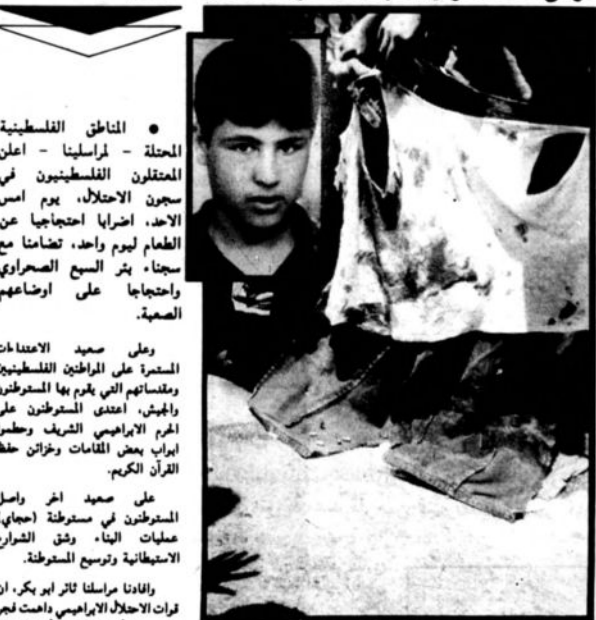 ● المناطق الفلسطينية
المحتلة - لمراسلينا - اعلن
المعتقلون الفلسطينيون في
سجون الاحتلال، يوم امس
الاحد، اضرابا احتجاجيا عن
الطعام ليوم واحد، تضامنا مع
سجناء بئر السبع الصحراوي
واحتجاجا على اوضاعهم
الصعبة.
وعلى صعيد الاعتداءات
المستمرة على المواطنين الفلسطينيين
ومقدساتهم التي يقوم بها المستوطنون
والجيش، اعتدى المستوطنون على
الحرم الابراهيمي الشريف وحطموا
ابواب بعض المقامات وخزائن حفظ
القرآن الكريم.
على صعيد اخر واصل
المستوطنون في مستوطنة (حجاي)
عمليات البناء وشق الشوارع
الاستيطانية وتوسيع المستوطنة.
وافادنا مراسلنا ثائر ابو بكر، ان
قوات الاحتلال الابراهيمي داهمت فجر